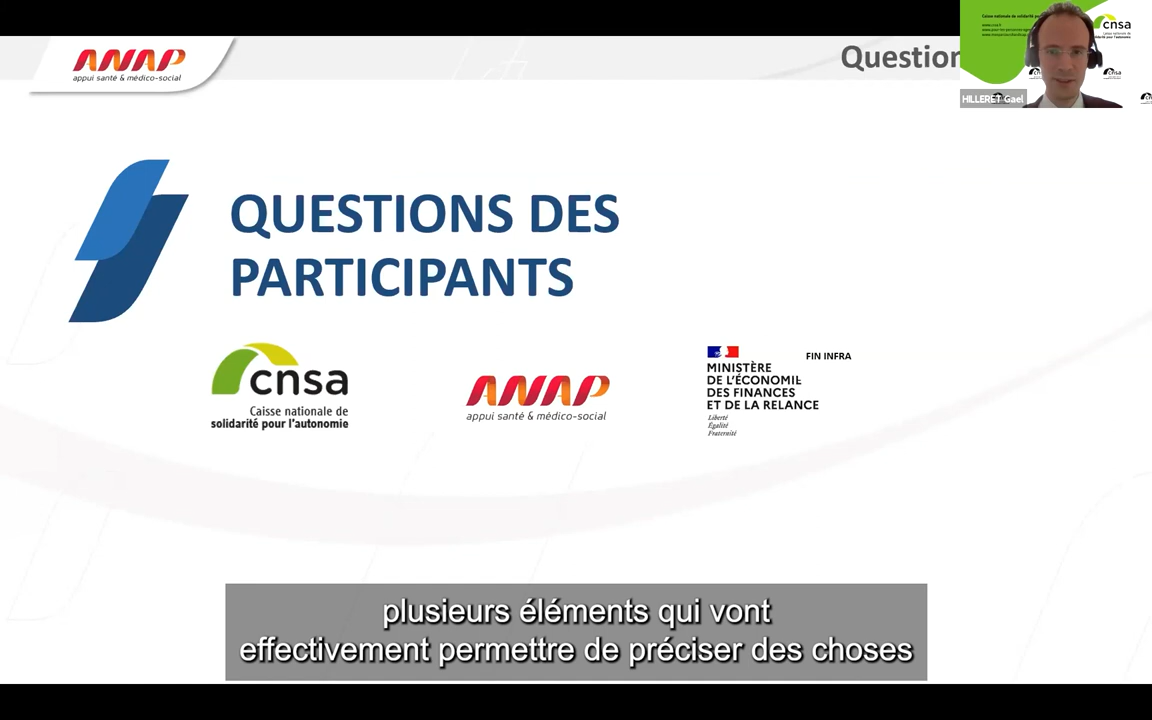 ANAP
appui santé & médico-social
Question
cnsa
HILLERET Gael
QUESTIONS DES
PARTICIPANTS
cnsa
Caisse nationale de
solidarité pour l'autonomie
ANAP
appui santé & médico-social
FIN INFRA
MINISTÈRE
DE L'ÉCONOMIE
DES FINANCES
ET DE LA RELANCE
Liberté
Égalité
Fraternité
plusieurs éléments qui vont
effectivement permettre de préciser des choses